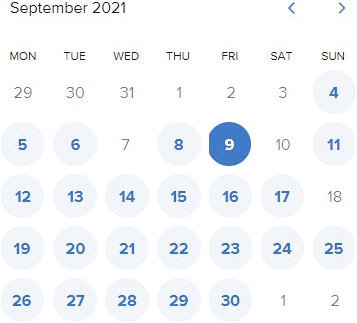 September 2021
MON TUE WED THU FRI SAT SUN
29 30 31 1 2 3 4
5 6 7 8 9 10 11
12 13 14 15 16 17 18
19 20 21 22 23 24 25
26 27 28 29 30 1 2